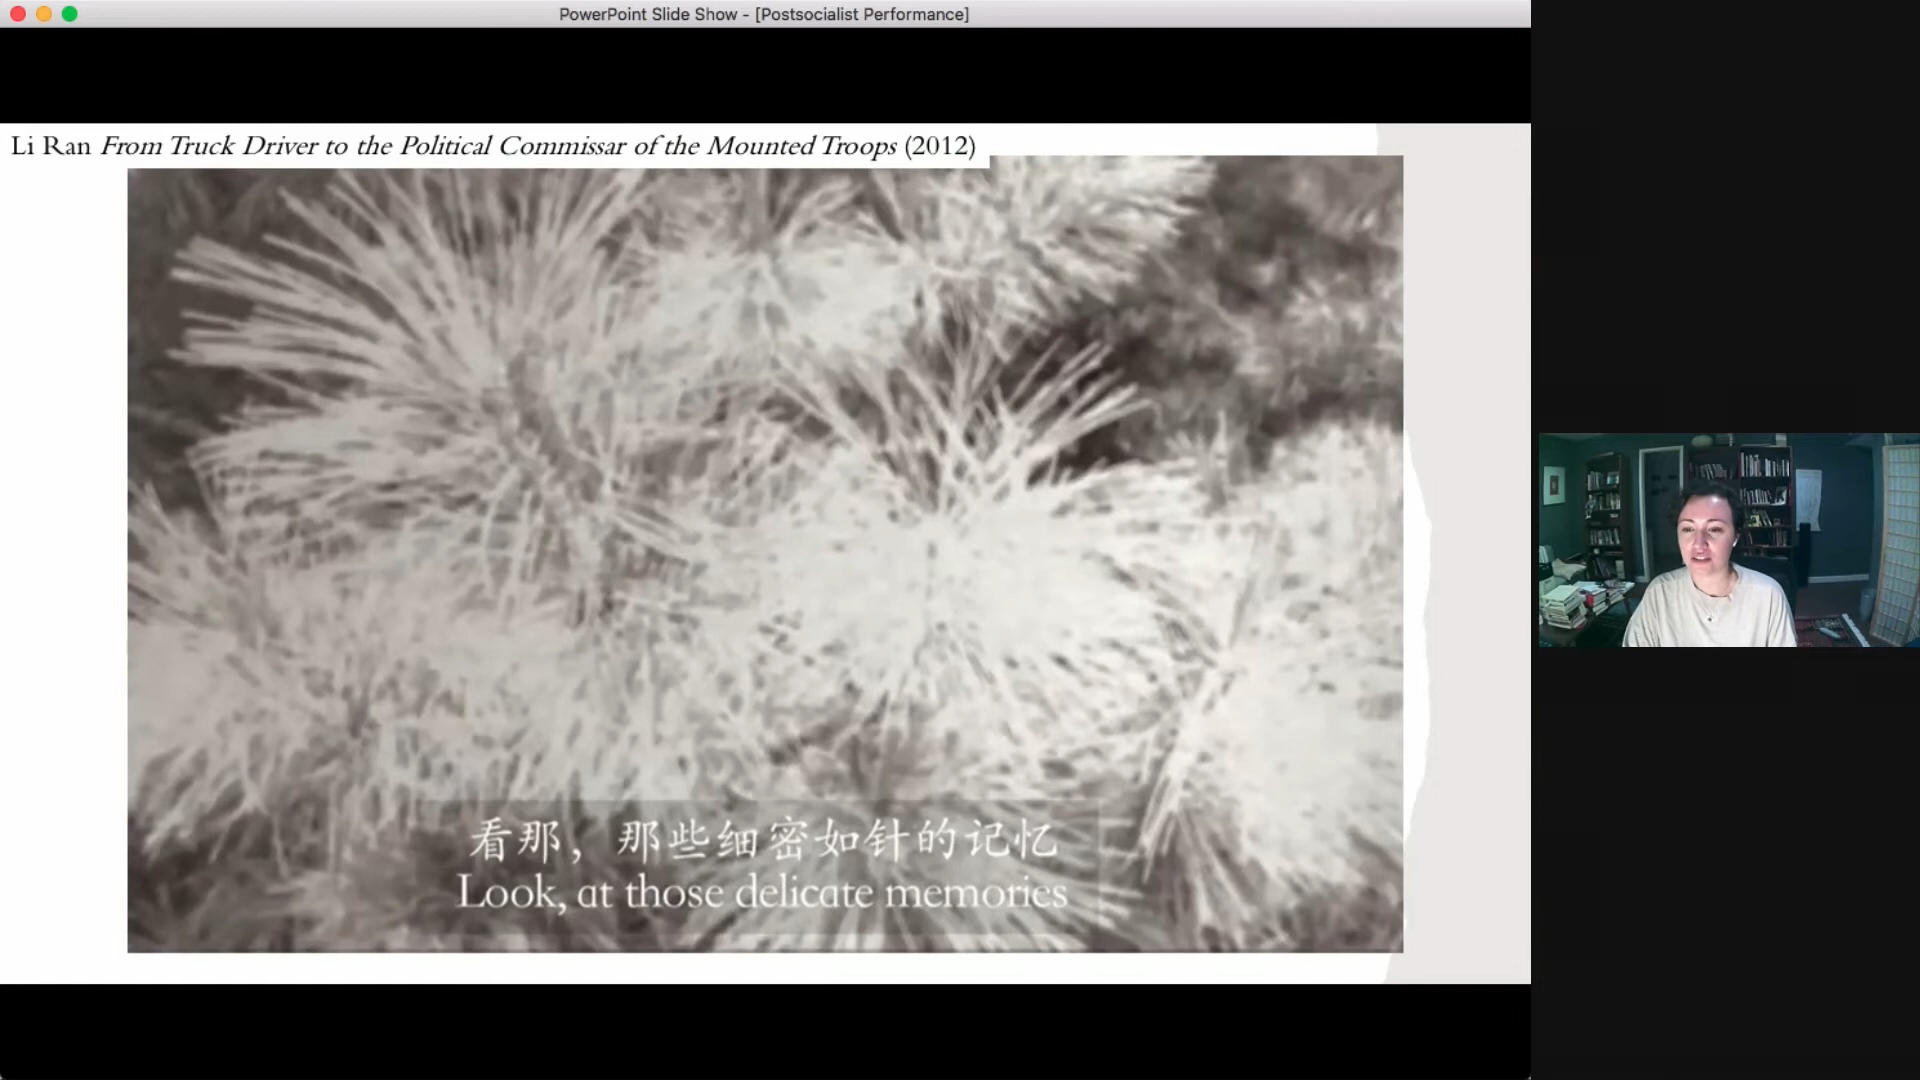 PowerPoint Slide Show - [Postsocialist Performance]
Li Ran From Truck Driver to the Political Commissar of the Mounted Troops (2012)
看那，那些细密如针的记忆
Look, at those delicate memories